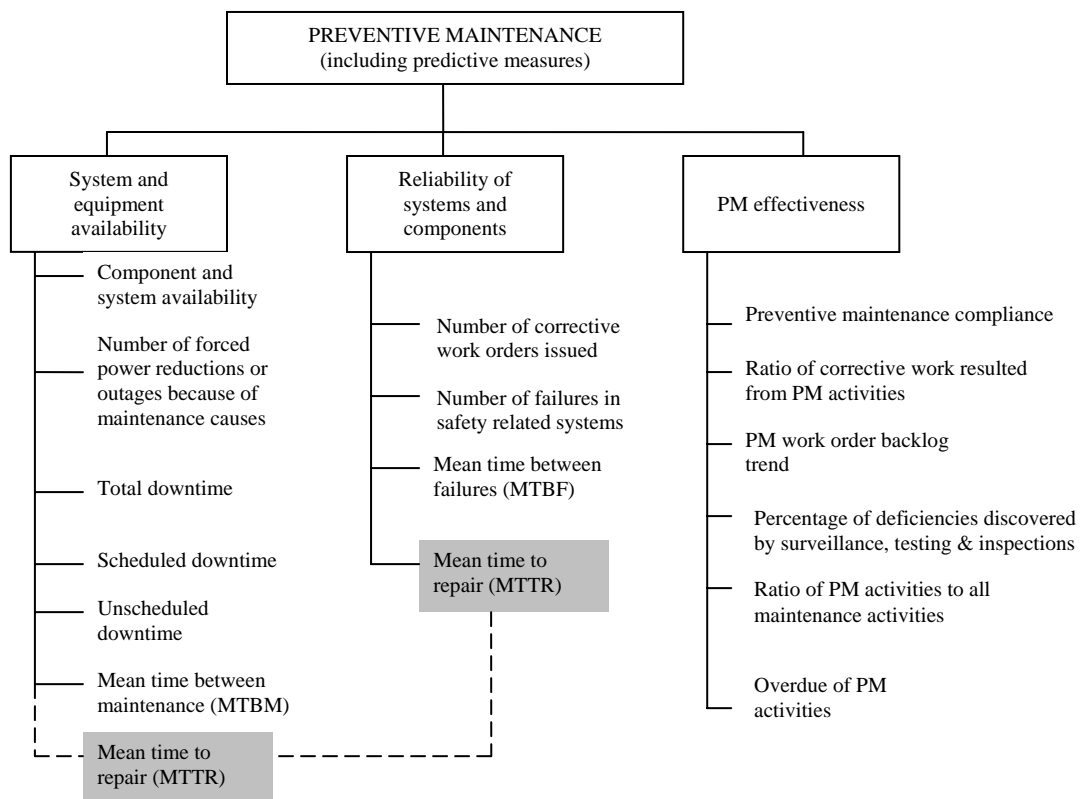 PREVENTIVE MAINTENANCE
(including predictive measures)
System and
equipment
availability
Component and
system availability
Number of forced
power reductions or
outages because of
maintenance causes
Total downtime
Scheduled downtime
Unscheduled
downtime
Mean time between
maintenance (MTBM)
Mean time to
repair (MTTR)
Reliability of
systems and
components
Number of corrective
work orders issued
Number of failures in
safety related systems
Mean time between
failures (MTBF)
Mean time to
repair (MTTR)
PM effectiveness
Preventive maintenance compliance
Ratio of corrective work resulted
from PM activities
PM work order backlog
trend
Percentage of deficiencies discovered
by surveillance, testing & inspections
Ratio of PM activities to all
maintenance activities
Overdue of PM
activities